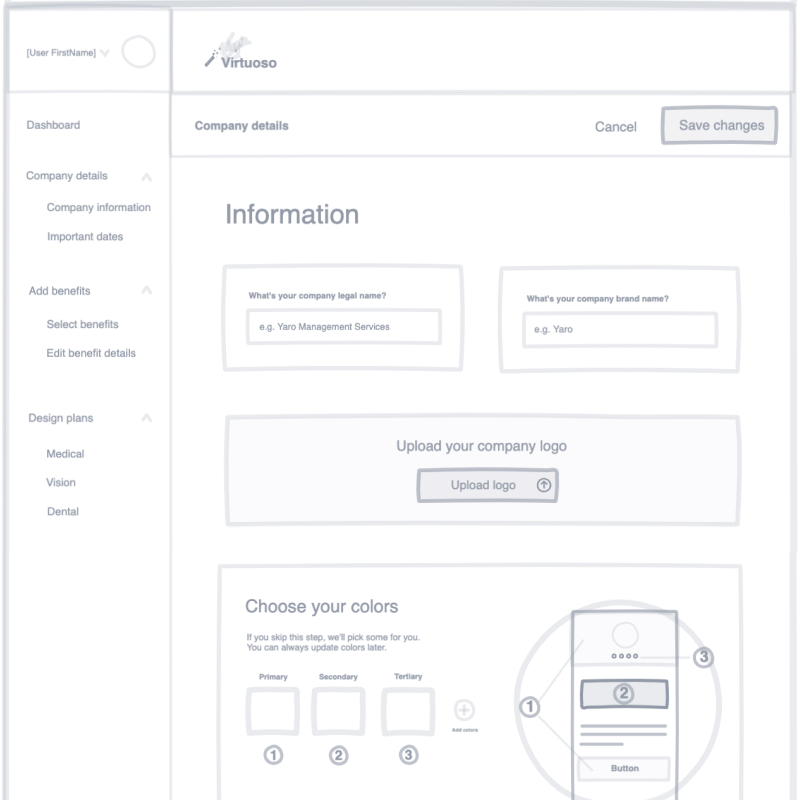 [User FirstName]
Virtuoso
Dashboard
Company details
Company information
Important dates
Add benefits
Select benefits
Edit benefit details
Design plans
Medical
Vision
Dental
Company details
Cancel
Save changes
Information
What's your company legal name?
e.g. Yaro Management Services
What's your company brand name?
e.g. Yaro
Upload your company logo
Upload logo
Choose your colors
If you skip this step, we'll pick some for you.
You can always update colors later.
Primary
Secondary
Tertiary
Add colors
1
2
3
3
2
1
Button